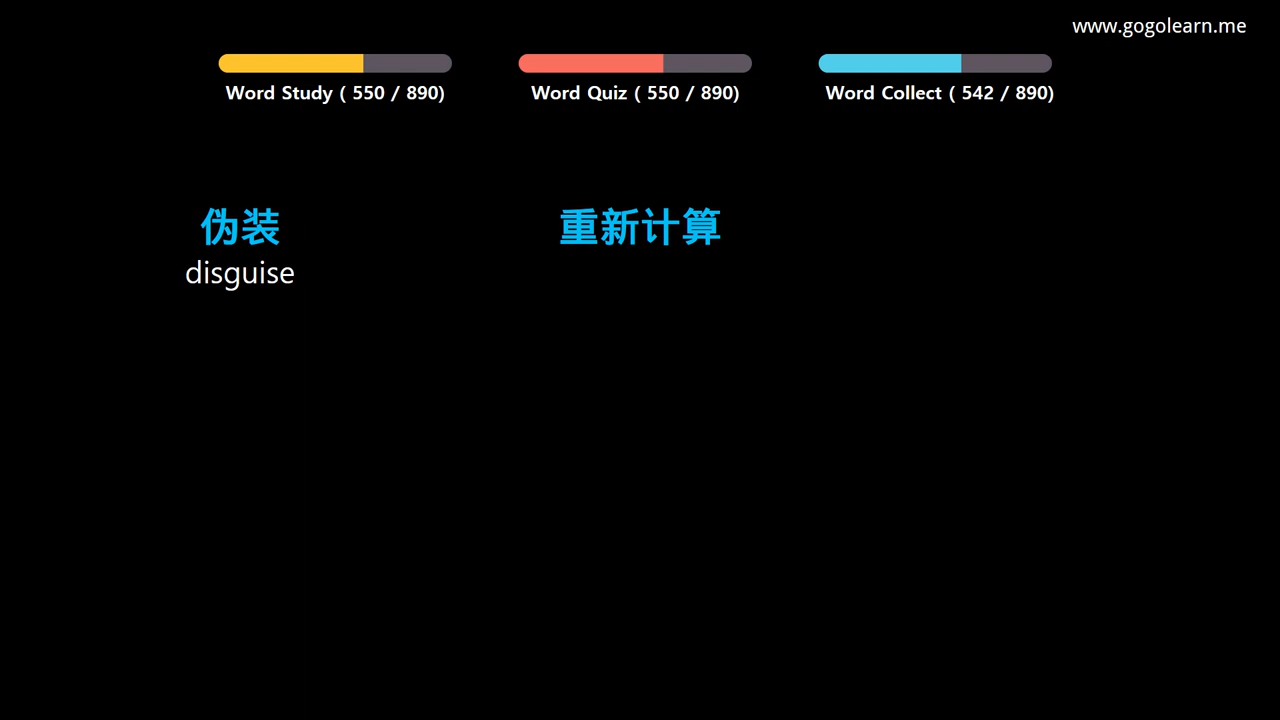 www.gogolearn.me
Word Study ( 550 / 890)
Word Quiz ( 550 / 890)
Word Collect ( 542 / 890)
伪装
disguise
重新计算